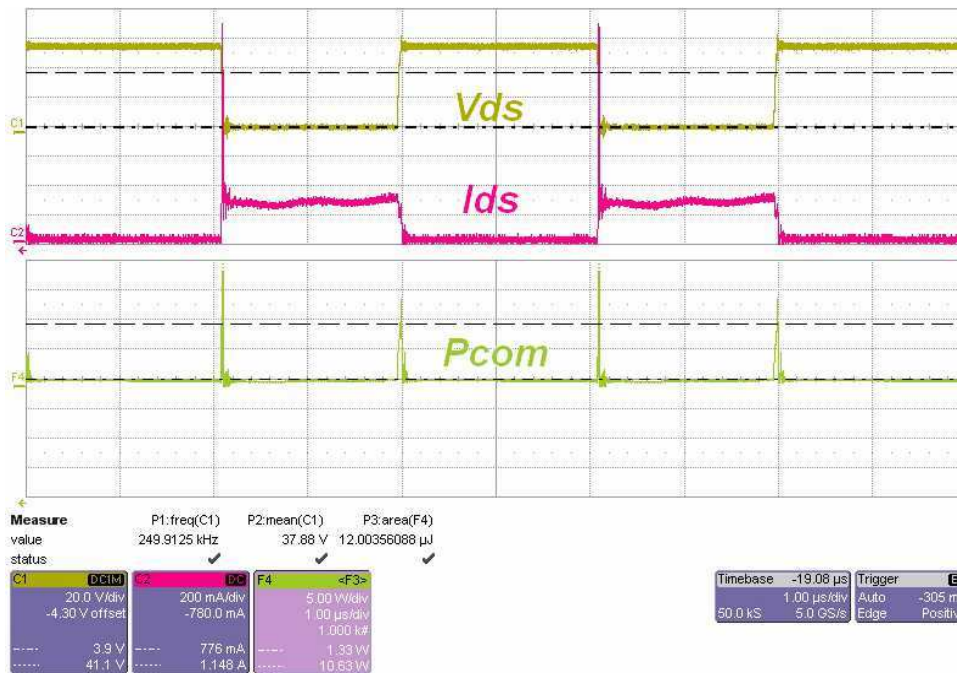 C1
Vds
Ids
C2
Pcom
F4
Measure P1:freq(C1) P2:mean(C1) P3:area(F4)
value 249.9125 kHz 37.88 V 12.00356088 µJ
status ✔ ✔ ✔
C1 DC1M
20.0 V/div
-4.30 V offset
3.9 V
41.1 V
C2 DC
200 mA/div
-780.0 mA
776 mA
1.148 A
F4 <F3>
5.00 W/div
1.00 µs/div
1.000 k#
1.33 W
10.63 W
Timebase -19.08 µs
1.00 µs/div
50.0 kS 5.0 GS/s
Trigger
Auto -305 m
Edge Positiv